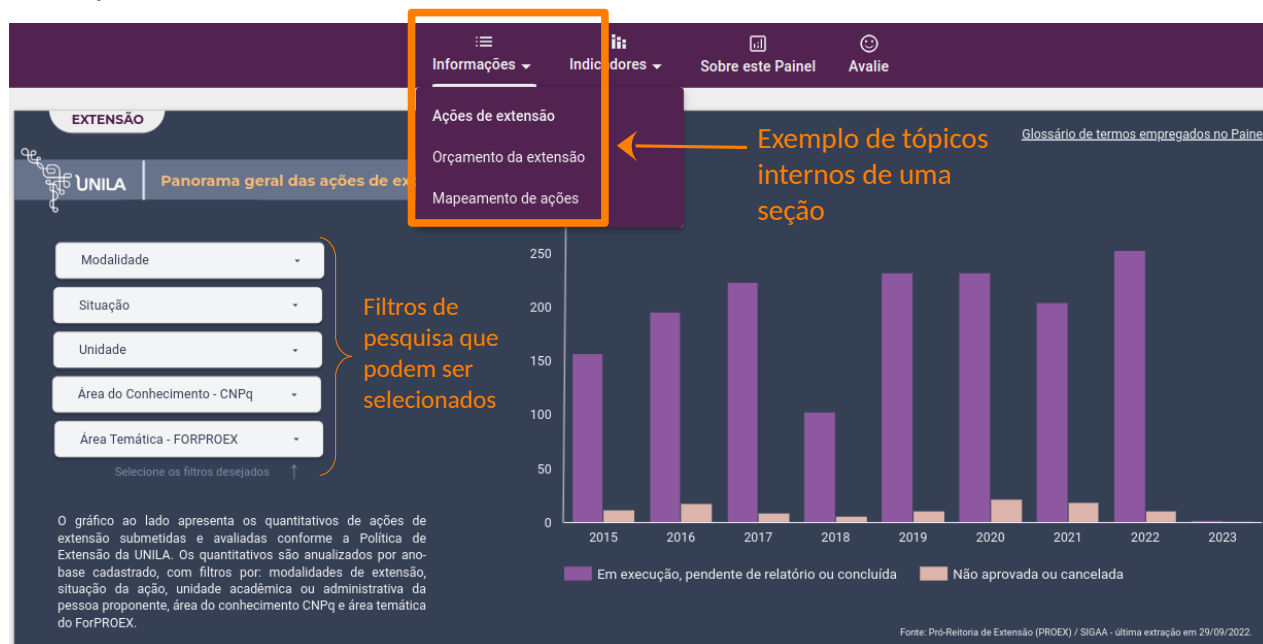 Informações
Indicadores
Sobre este Painel
Avalie
EXTENSÃO
Ações de extensão
Orçamento da extensão
Mapeamento de ações
Exemplo de tópicos
internos de uma
seção
Glossário de termos empregados no Paine
UNILA
Panorama geral das ações de ex
Modalidade
Situação
Unidade
Área do Conhecimento - CNPq
Área Temática - FORPROEX
Selecione os filtros desejados ↑
Filtros de
pesquisa que
podem ser
selecionados
O gráfico ao lado apresenta os quantitativos de ações de
extensão submetidas e avaliadas conforme a Política de
Extensão da UNILA. Os quantitativos são anualizados por ano-
base cadastrado, com filtros por: modalidades de extensão,
situação da ação, unidade acadêmica ou administrativa da
pessoa proponente, área do conhecimento CNPq e área temática
do ForPROEX.
250
200
150
100
50
0
2015 2016 2017 2018 2019 2020 2021 2022 2023
Em execução, pendente de relatório ou concluída
Não aprovada ou cancelada
Fonte: Pró-Reitoria de Extensão (PROEX) / SIGAA - última extração em 29/09/2022.